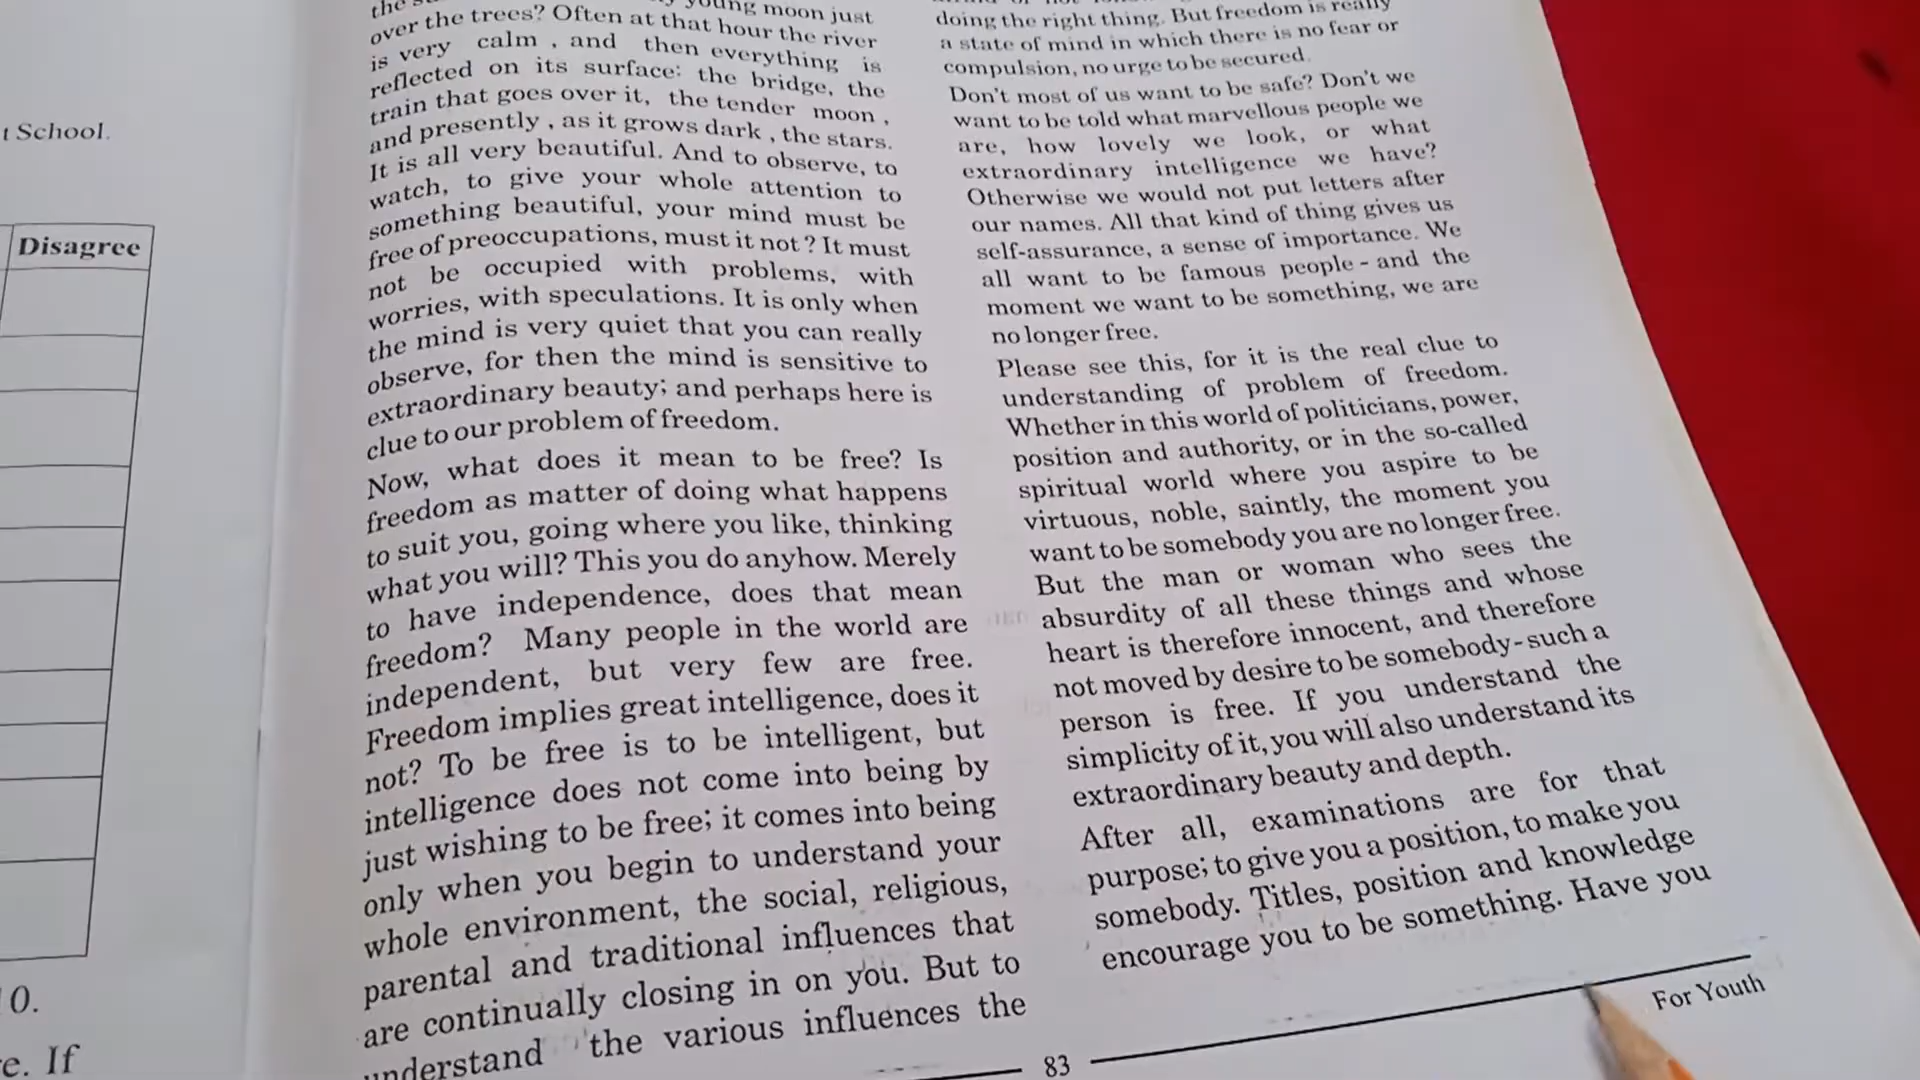 t School.
Disagree
0.
e. If
the
young moon just
over the trees? Often at that hour the river
is very calm , and then everything is
reflected on its surface: the bridge, the
train that goes over it, the tender moon ,
and presently , as it grows dark , the stars.
It is all very beautiful. And to observe, to
watch, to give your whole attention to
something beautiful, your mind must be
free of preoccupations, must it not ? It must
not be occupied with problems, with
worries, with speculations. It is only when
the mind is very quiet that you can really
observe, for then the mind is sensitive to
extraordinary beauty; and perhaps here is
clue to our problem of freedom.
Now, what does it mean to be free? Is
freedom as matter of doing what happens
to suit you, going where you like, thinking
what you will? This you do anyhow. Merely
to have independence, does that mean
freedom? Many people in the world are
independent, but very few are free.
Freedom implies great intelligence, does it
not? To be free is to be intelligent, but
intelligence does not come into being by
just wishing to be free; it comes into being
only when you begin to understand your
whole environment, the social, religious,
parental and traditional influences that
are continually closing in on you. But to
understand the various influences the
doing the right thing. But freedom is really
a state of mind in which there is no fear or
compulsion, no urge to be secured.
Don't most of us want to be safe? Don't we
want to be told what marvellous people we
are, how lovely we look, or what
extraordinary intelligence we have?
Otherwise we would not put letters after
our names. All that kind of thing gives us
self-assurance, a sense of importance. We
all want to be famous people - and the
moment we want to be something, we are
no longer free.
Please see this, for it is the real clue to
understanding of problem of freedom.
Whether in this world of politicians, power,
position and authority, or in the so-called
spiritual world where you aspire to be
virtuous, noble, saintly, the moment you
want to be somebody you are no longer free.
But the man or woman who sees the
absurdity of all these things and whose
heart is therefore innocent, and therefore
not moved by desire to be somebody - such a
person is free. If you understand the
simplicity of it, you will also understand its
extraordinary beauty and depth.
After all, examinations are for that
purpose; to give you a position, to make you
somebody. Titles, position and knowledge
encourage you to be something. Have you
83
For Youth